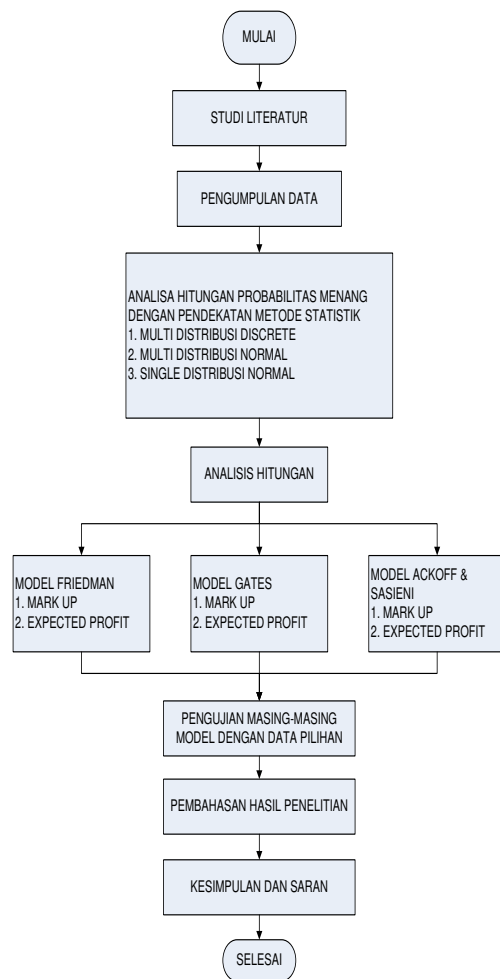 MULAI
STUDI LITERATUR
PENGUMPULAN DATA
ANALISA HITUNGAN PROBABILITAS MENANG
DENGAN PENDEKATAN METODE STATISTIK
1. MULTI DISTRIBUSI DISCRETE
2. MULTI DISTRIBUSI NORMAL
3. SINGLE DISTRIBUSI NORMAL
ANALISIS HITUNGAN
MODEL FRIEDMAN
1. MARK UP
2. EXPECTED PROFIT
MODEL GATES
1. MARK UP
2. EXPECTED PROFIT
MODEL ACKOFF &
SASIENI
1. MARK UP
2. EXPECTED PROFIT
PENGUJIAN MASING-MASING
MODEL DENGAN DATA PILIHAN
PEMBAHASAN HASIL PENELITIAN
KESIMPULAN DAN SARAN
SELESAI